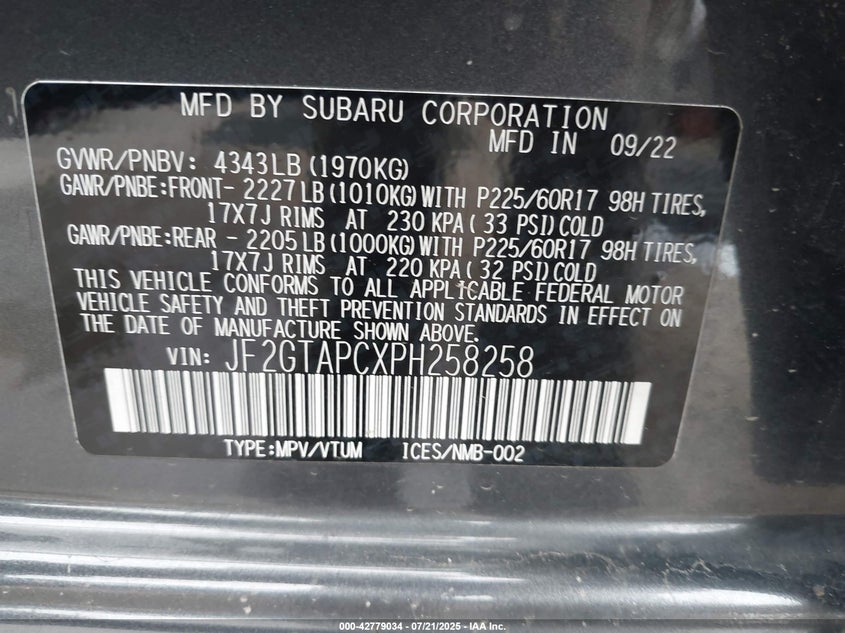 MFD BY SUBARU CORPORATION
MFD IN 09/22
GVWR/PNBV: 4343LB (1970KG)
GAWR/PNBE:FRONT- 2227LB (1010KG) WITH P225/60R17 98H TIRES,
17X7J RIMS AT 230 KPA ( 33 PSI) COLD
GAWR/PNBE:REAR - 2205LB (1000KG) WITH P225/60R17 98H TIRES,
17X7J RIMS AT 220 KPA ( 32 PSI) COLD
THIS VEHICLE CONFORMS TO ALL APPLICABLE FEDERAL MOTOR
VEHICLE SAFETY AND THEFT PREVENTION STANDARDS IN EFFECT ON
THE DATE OF MANUFACTURE SHOWN ABOVE.
VIN: JF2GTAPCXPH258258
TYPE:MPV/VTUM ICES/NMB-002
000-42779034 - 07/21/2025 - IAA Inc.